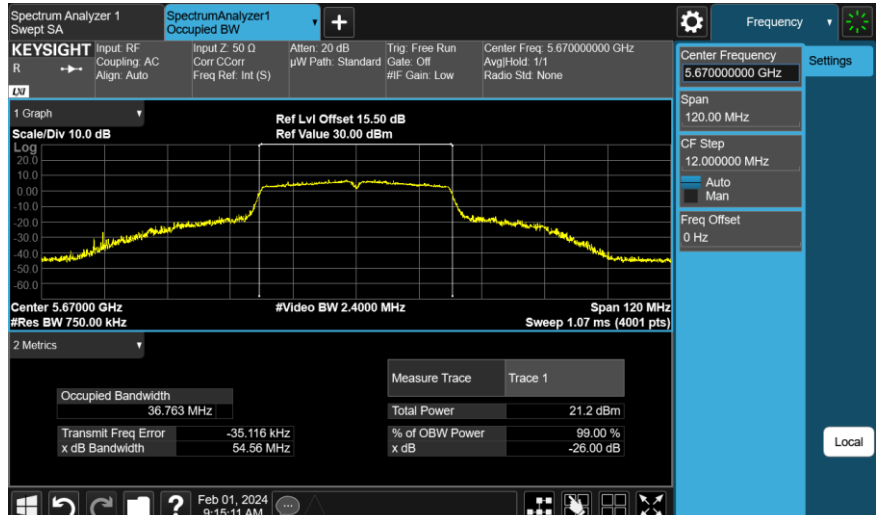 Spectrum Analyzer 1
Swept SA
SpectrumAnalyzer1
Occupied BW
Frequency
KEYSIGHT
R
LXI
Input: RF
Coupling: AC
Align: Auto
Input Z: 50 Ω
Corr CCorr
Freq Ref: Int (S)
Atten: 20 dB
µW Path: Standard
Trig: Free Run
Gate: Off
#IF Gain: Low
Center Freq: 5.670000000 GHz
Avg|Hold: 1/1
Radio Std: None
Center Frequency
5.670000000 GHz
Settings
Span
120.00 MHz
CF Step
12.000000 MHz
Auto
Man
Freq Offset
0 Hz
1 Graph
Scale/Div 10.0 dB
Ref Lvl Offset 15.50 dB
Ref Value 30.00 dBm
Log
20.0
10.0
0.00
-10.0
-20.0
-30.0
-40.0
-50.0
-60.0
Center 5.67000 GHz
#Res BW 750.00 kHz
#Video BW 2.4000 MHz
Span 120 MHz
Sweep 1.07 ms (4001 pts)
2 Metrics
Measure Trace Trace 1
Occupied Bandwidth
36.763 MHz
Total Power 21.2 dBm
Transmit Freq Error -35.116 kHz
% of OBW Power 99.00 %
x dB Bandwidth 54.56 MHz
x dB -26.00 dB
Local
?
Feb 01, 2024
9:15:11 AM